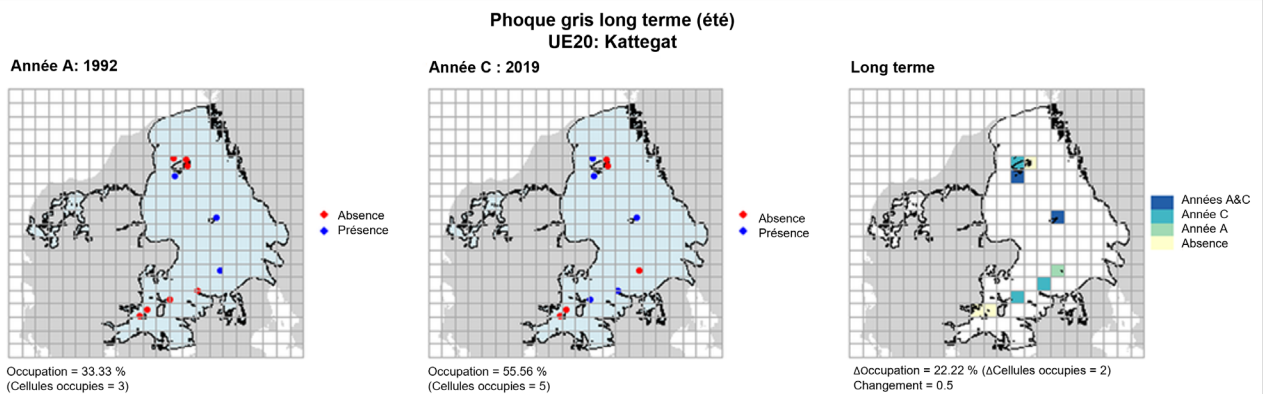 Phoque gris long terme (été)
UE20: Kattegat
Année A: 1992
Absence
Présence
Occupation = 33.33 %
(Cellules occupies = 3)
Année C : 2019
Absence
Présence
Occupation = 55.56 %
(Cellules occupies = 5)
Long terme
Années A&C
Année C
Année A
Absence
ΔOccupation = 22.22 % (ΔCellules occupies = 2)
Changement = 0.5